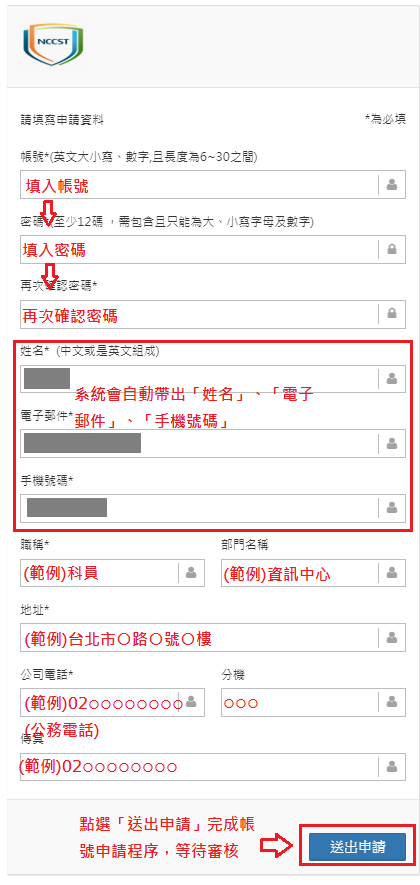 NCCST
請填寫申請資料 *為必填
帳號*(英文大小寫、數字,且長度為6~30之間)
填入帳號
密碼*(至少12碼 ，需包含且只能為大、小寫字母及數字)
填入密碼
再次確認密碼*
再次確認密碼
姓名* (中文或是英文組成)
系統會自動帶出「姓名」、「電子
電子郵件*
郵件」、「手機號碼」
手機號碼*
職稱* 部門名稱
(範例)科員 (範例)資訊中心
地址*
(範例)台北市○路○號○樓
公司電話* 分機
(範例)02○○○○○○○○ ○○○
(公務電話)
傳真
(範例)02○○○○○○○○
點選「送出申請」完成帳
號申請程序，等待審核
送出申請